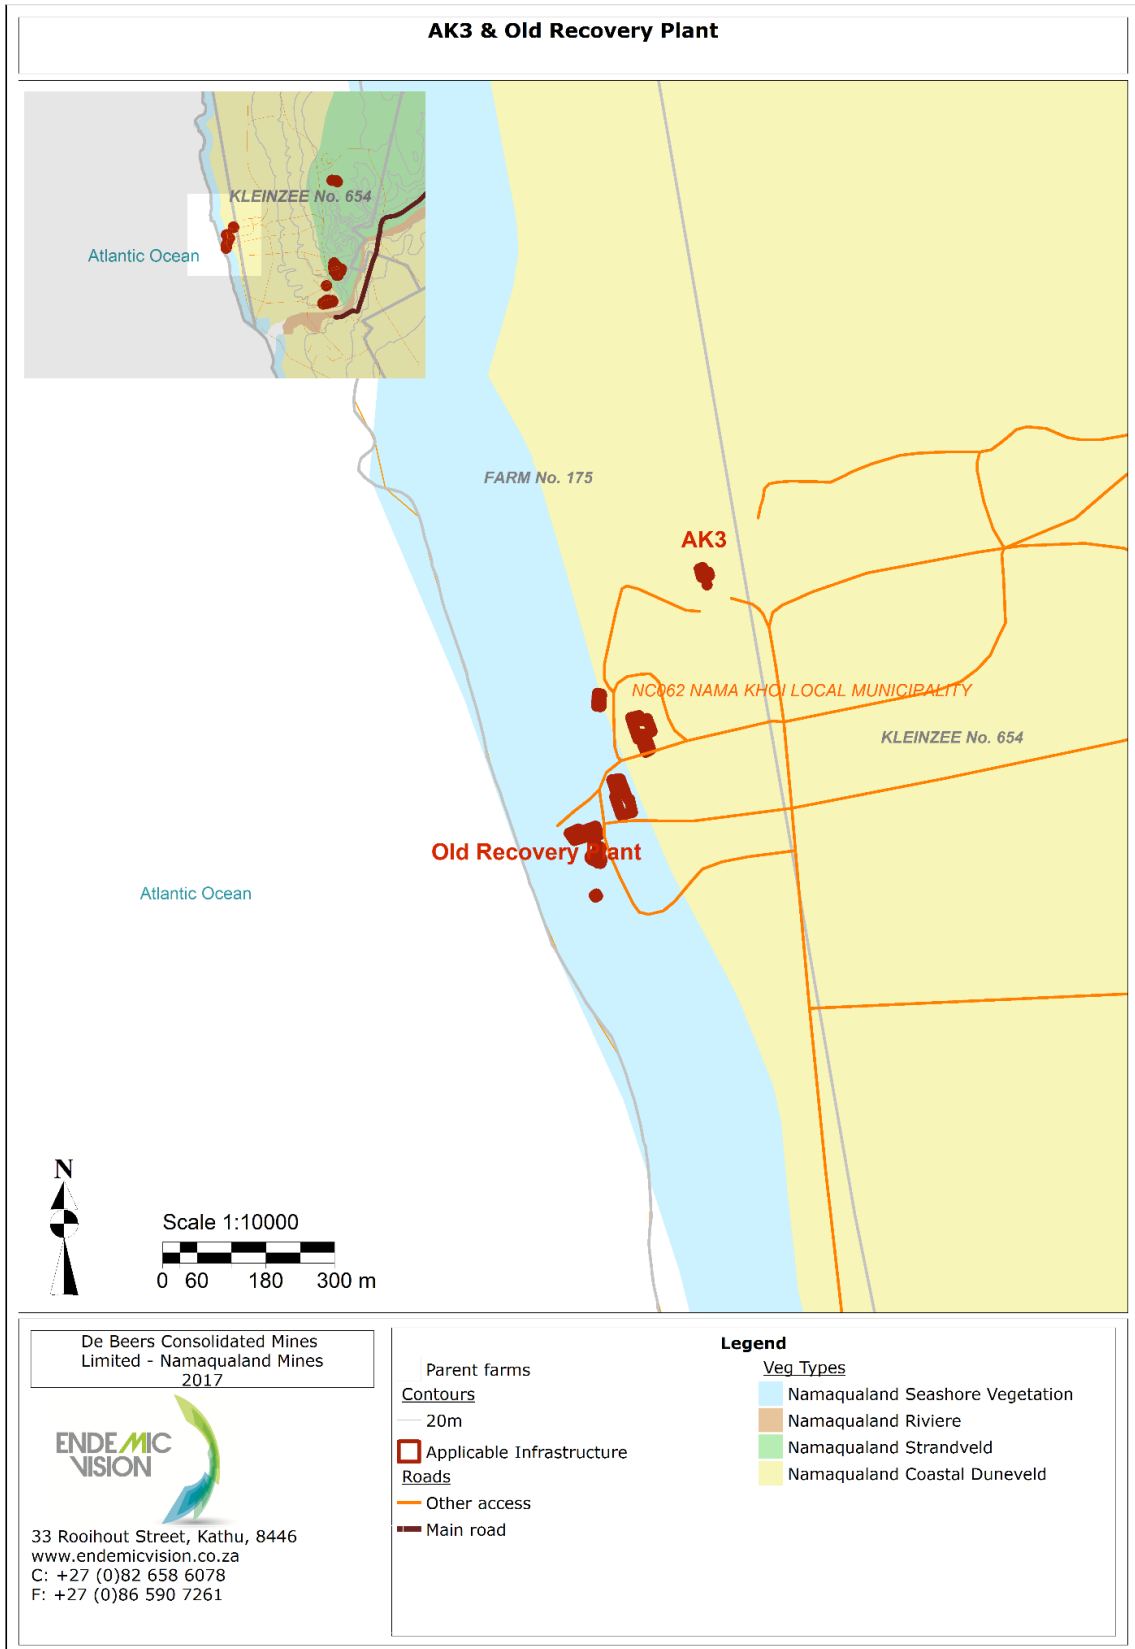 AK3 & Old Recovery Plant
KLEINZEE No. 654
Atlantic Ocean
FARM No. 175
AK3
NC062 NAMA KHOI LOCAL MUNICIPALITY
KLEINZEE No. 654
Old Recovery Plant
Atlantic Ocean
N
Scale 1:10000
0 60 180 300 m
De Beers Consolidated Mines
Limited - Namaqualand Mines
2017
ENDEMIC
VISION
33 Rooihout Street, Kathu, 8446
www.endemicvision.co.za
C: +27 (0)82 658 6078
F: +27 (0)86 590 7261
Legend
Parent farms
Contours
20m
Applicable Infrastructure
Roads
Other access
Main road
Veg Types
Namaqualand Seashore Vegetation
Namaqualand Riviere
Namaqualand Strandveld
Namaqualand Coastal Duneveld